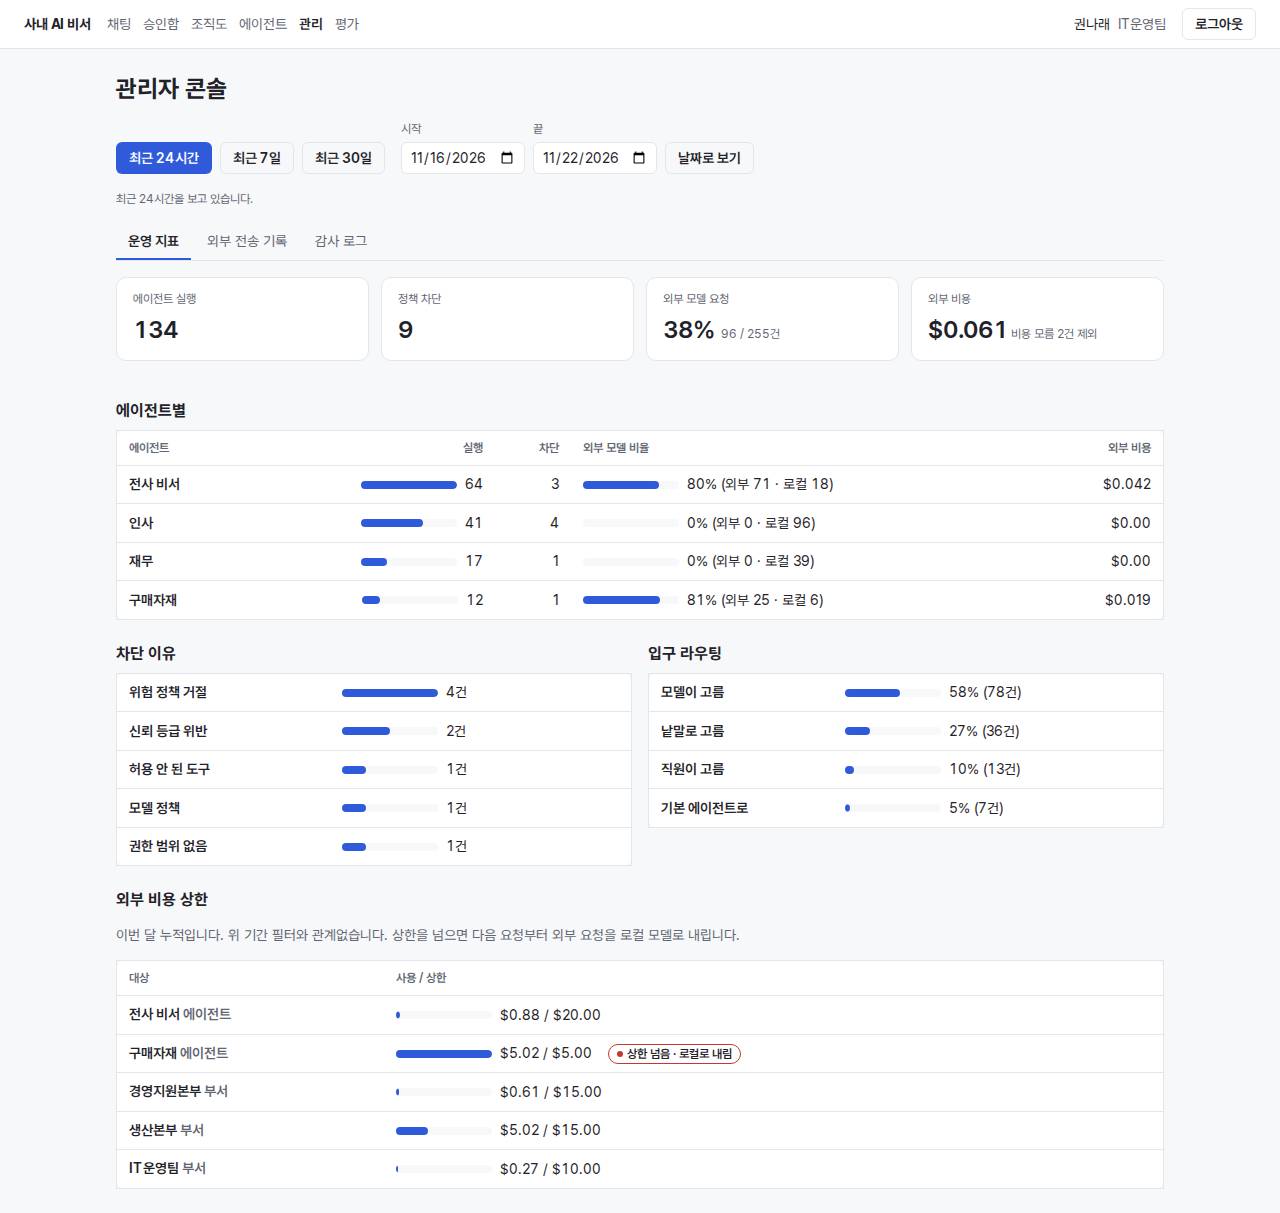 사내 AI 비서 채팅 승인함 조직도 에이전트 관리 평가 권나래 IT운영팀 로그아웃
관리자 콘솔
시작 끝
최근 24시간 최근 7일 최근 30일 11/16/2026 11/22/2026 날짜로 보기
최근 24시간을 보고 있습니다.
운영 지표 외부 전송 기록 감사 로그
에이전트 실행 정책 차단 외부 모델 요청 외부 비용
134 9 38% 96 / 255건 $0.061 비용 모름 2건 제외
에이전트별
에이전트 실행 차단 외부 모델 비율 외부 비용
전사 비서 64 3 80% (외부 71 · 로컬 18) $0.042
인사 41 4 0% (외부 0 · 로컬 96) $0.00
재무 17 1 0% (외부 0 · 로컬 39) $0.00
구매자재 12 1 81% (외부 25 · 로컬 6) $0.019
차단 이유
위험 정책 거절 4건
신뢰 등급 위반 2건
허용 안 된 도구 1건
모델 정책 1건
권한 범위 없음 1건
입구 라우팅
모델이 고름 58% (78건)
낱말로 고름 27% (36건)
직원이 고름 10% (13건)
기본 에이전트로 5% (7건)
외부 비용 상한
이번 달 누적입니다. 위 기간 필터와 관계없습니다. 상한을 넘으면 다음 요청부터 외부 요청을 로컬 모델로 내립니다.
대상 사용 / 상한
전사 비서 에이전트 $0.88 / $20.00
구매자재 에이전트 $5.02 / $5.00 상한 넘음 · 로컬로 내림
경영지원본부 부서 $0.61 / $15.00
생산본부 부서 $5.02 / $15.00
IT운영팀 부서 $0.27 / $10.00